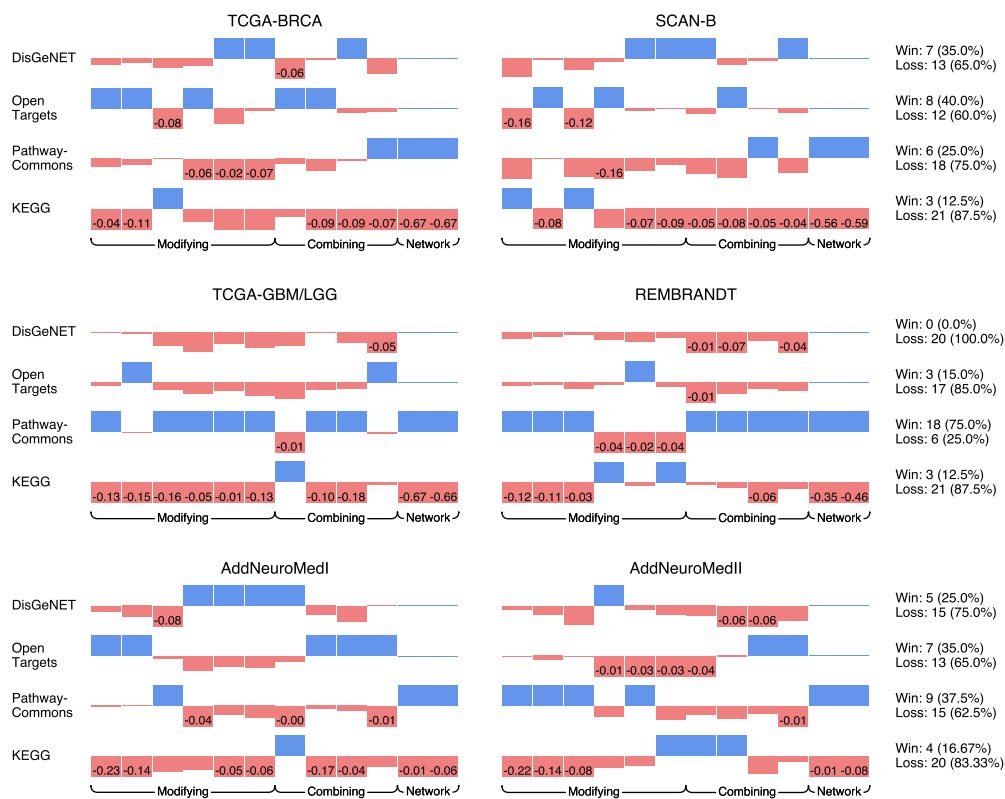 TCGA-BRCA
SCAN-B
DisGeNET
-0.06
Win: 7 (35.0%)
Loss: 13 (65.0%)
Open
Targets
-0.08
-0.16 -0.12
Win: 8 (40.0%)
Loss: 12 (60.0%)
Pathway-
Commons
-0.06 -0.02 -0.07
-0.16
Win: 6 (25.0%)
Loss: 18 (75.0%)
KEGG
-0.04 -0.11 -0.09 -0.09 -0.07 -0.67 -0.67
-0.08 -0.07 -0.09 -0.05 -0.08 -0.05 -0.04 -0.56 -0.59
Win: 3 (12.5%)
Loss: 21 (87.5%)
Modifying Combining Network
Modifying Combining Network
TCGA-GBM/LGG
REMBRANDT
DisGeNET
-0.05
-0.01 -0.07 -0.04
Win: 0 (0.0%)
Loss: 20 (100.0%)
Open
Targets
-0.01
Win: 3 (15.0%)
Loss: 17 (85.0%)
Pathway-
Commons
-0.01
-0.04 -0.02 -0.04
Win: 18 (75.0%)
Loss: 6 (25.0%)
KEGG
-0.13 -0.15 -0.16 -0.05 -0.01 -0.13 -0.10 -0.18 -0.67 -0.66
-0.12 -0.11 -0.03 -0.06 -0.35 -0.46
Win: 3 (12.5%)
Loss: 21 (87.5%)
Modifying Combining Network
Modifying Combining Network
AddNeuroMedI
AddNeuroMedII
DisGeNET
-0.08
-0.06 -0.06
Win: 5 (25.0%)
Loss: 15 (75.0%)
Open
Targets
-0.01 -0.03 -0.03 -0.04
Win: 7 (35.0%)
Loss: 13 (65.0%)
Pathway-
Commons
-0.04 -0.00 -0.01
-0.01
Win: 9 (37.5%)
Loss: 15 (62.5%)
KEGG
-0.23 -0.14 -0.05 -0.06 -0.17 -0.04 -0.01 -0.06
-0.22 -0.14 -0.08 -0.01 -0.08
Win: 4 (16.67%)
Loss: 20 (83.33%)
Modifying Combining Network
Modifying Combining Network